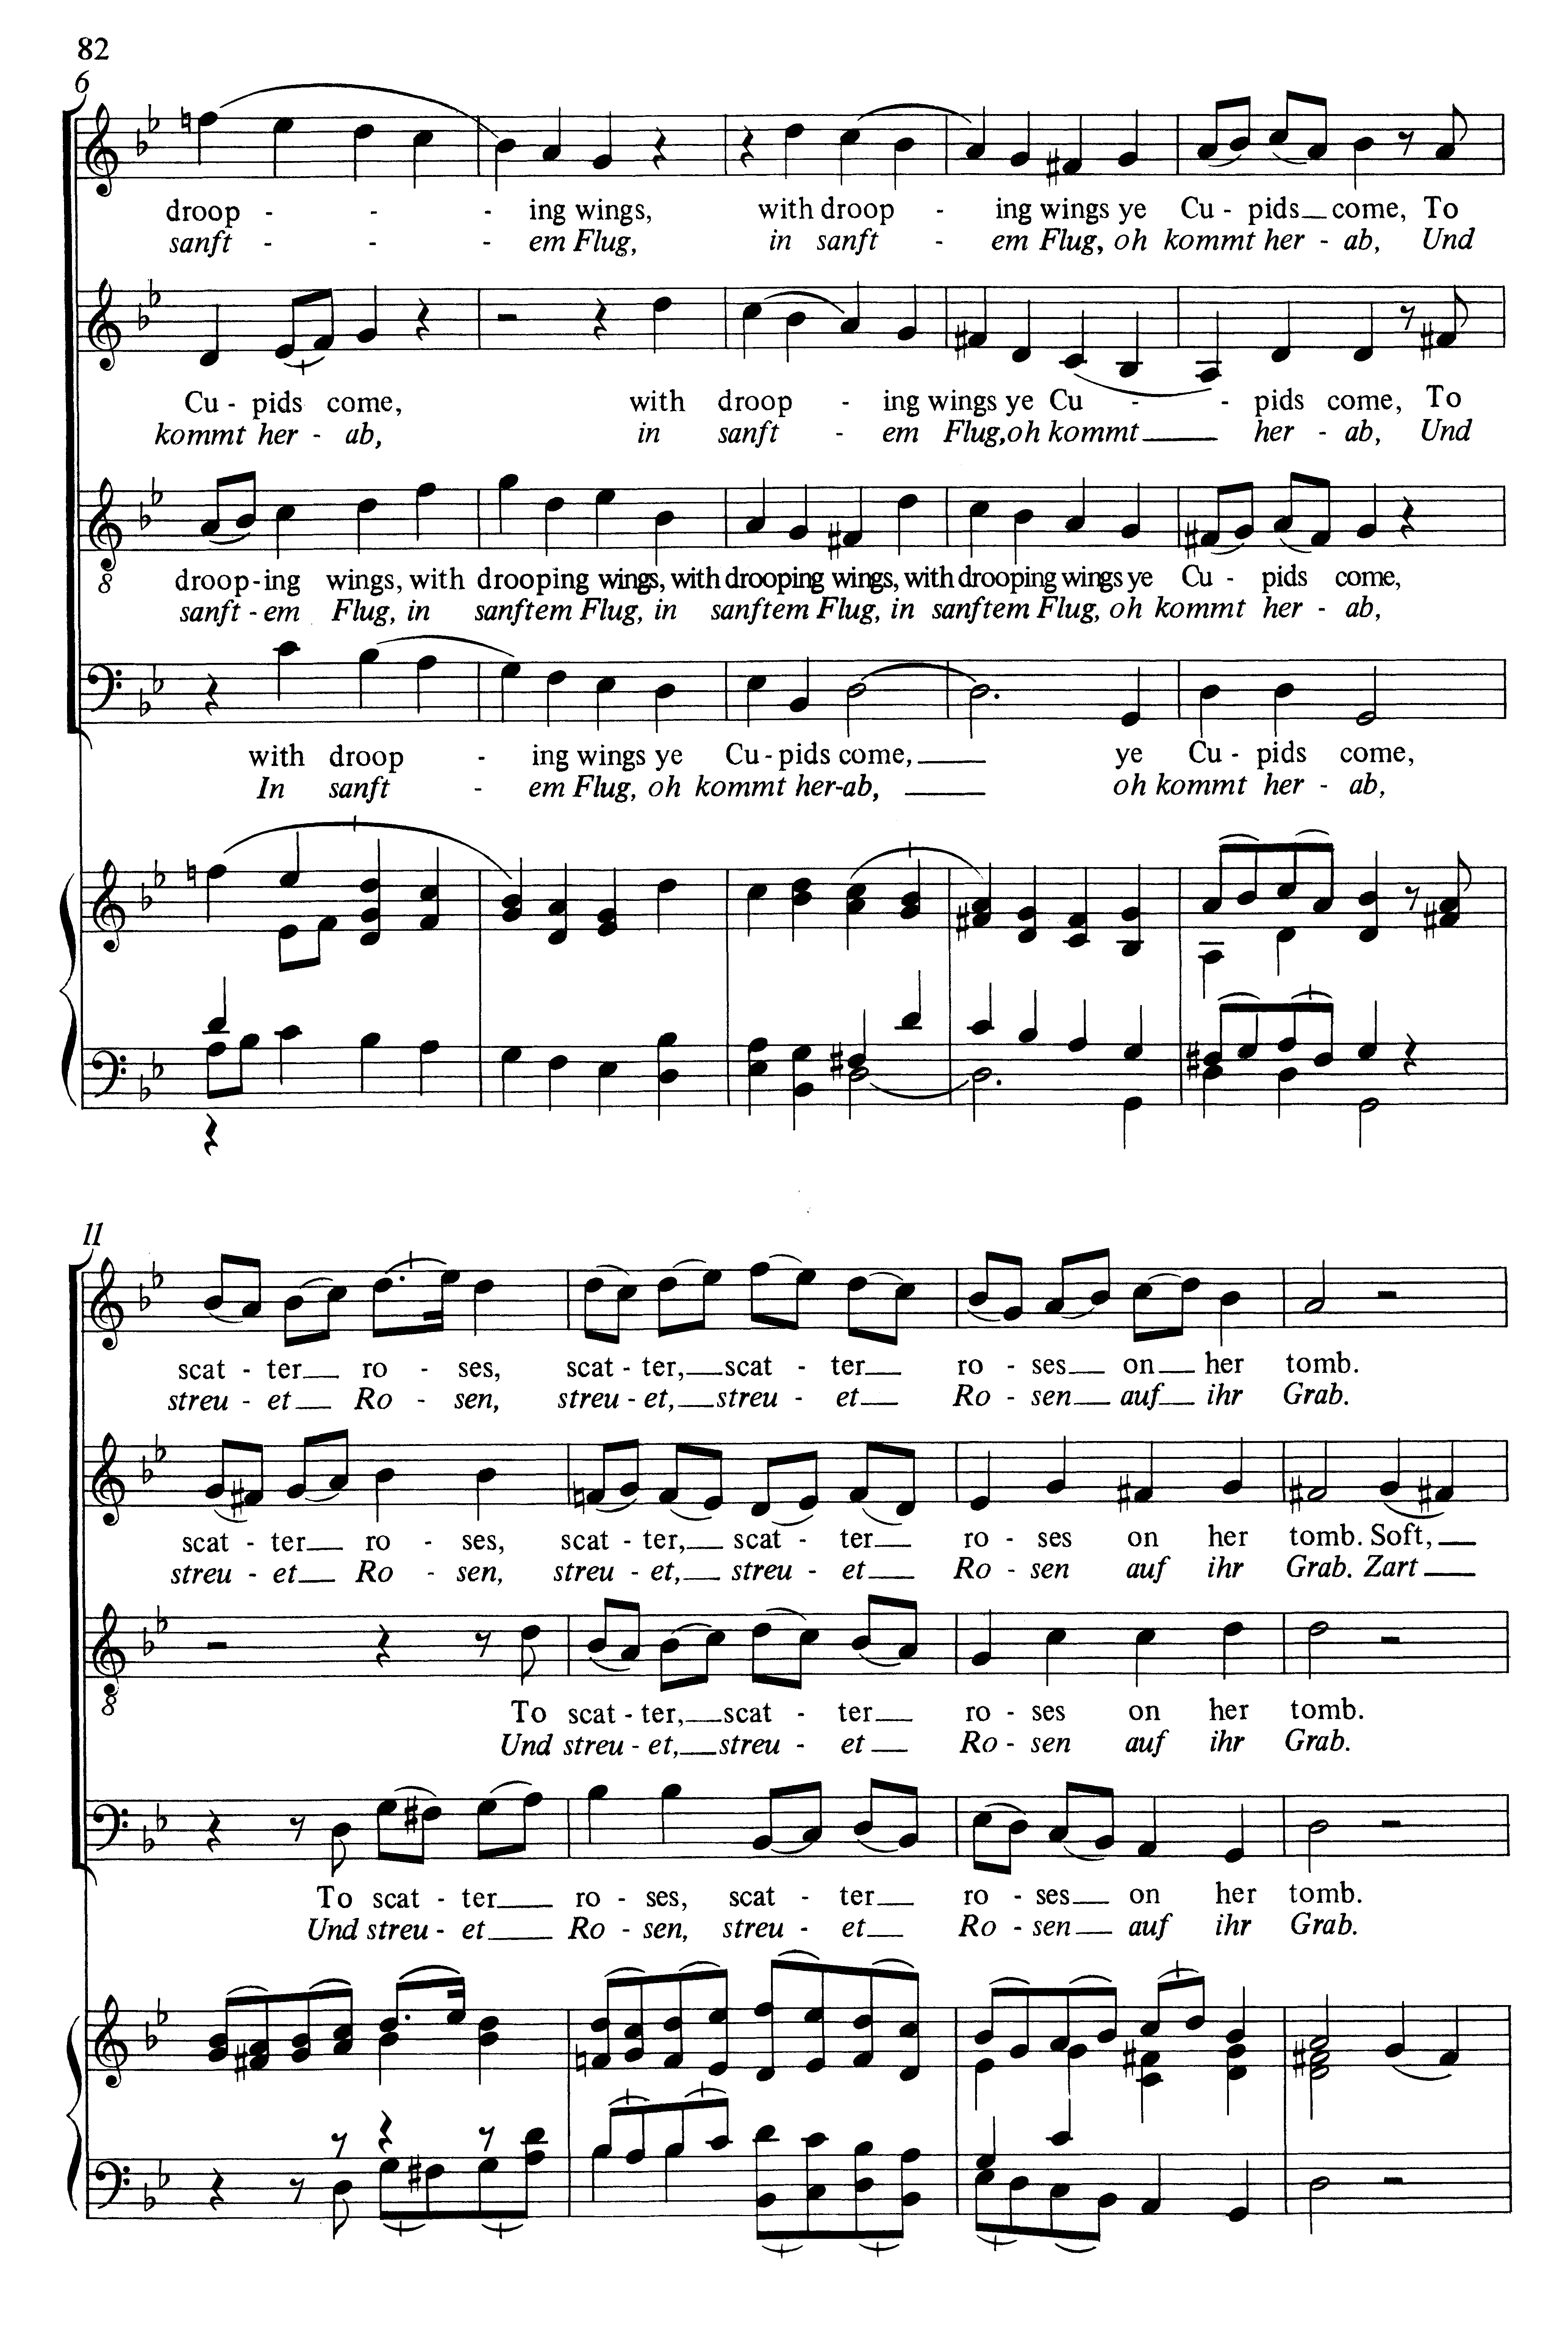 82
6
droop - - - ing wings, with droop - ing wings ye Cu - pids come, To
sanft - - - em Flug, in sanft - em Flug, oh kommt her - ab, Und
Cu - pids come, with droop - ing wings ye Cu - - pids come, To
kommt her - ab, in sanft - em Flug, oh kommt her - ab, Und
8
droop-ing wings, with drooping wings, with drooping wings, with drooping wings ye Cu - pids come,
sanft - em Flug, in sanftem Flug, in sanftem Flug, in sanftem Flug, oh kommt her - ab,
with droop - ing wings ye Cu - pids come, ye Cu - pids come,
In sanft - em Flug, oh kommt her-ab, oh kommt her - ab,
11
scat - ter ro - ses, scat - ter, scat - ter ro - ses on her tomb.
streu - et Ro - sen, streu - et, streu - et Ro - sen auf ihr Grab.
scat - ter ro - ses, scat - ter, scat - ter ro - ses on her tomb. Soft,
streu - et Ro - sen, streu - et, streu - et Ro - sen auf ihr Grab. Zart
8
To scat - ter, scat - ter ro - ses on her tomb.
Und streu - et, streu - et Ro - sen auf ihr Grab.
To scat - ter ro - ses, scat - ter ro - ses on her tomb.
Und streu - et Ro - sen, streu - et Ro - sen auf ihr Grab.